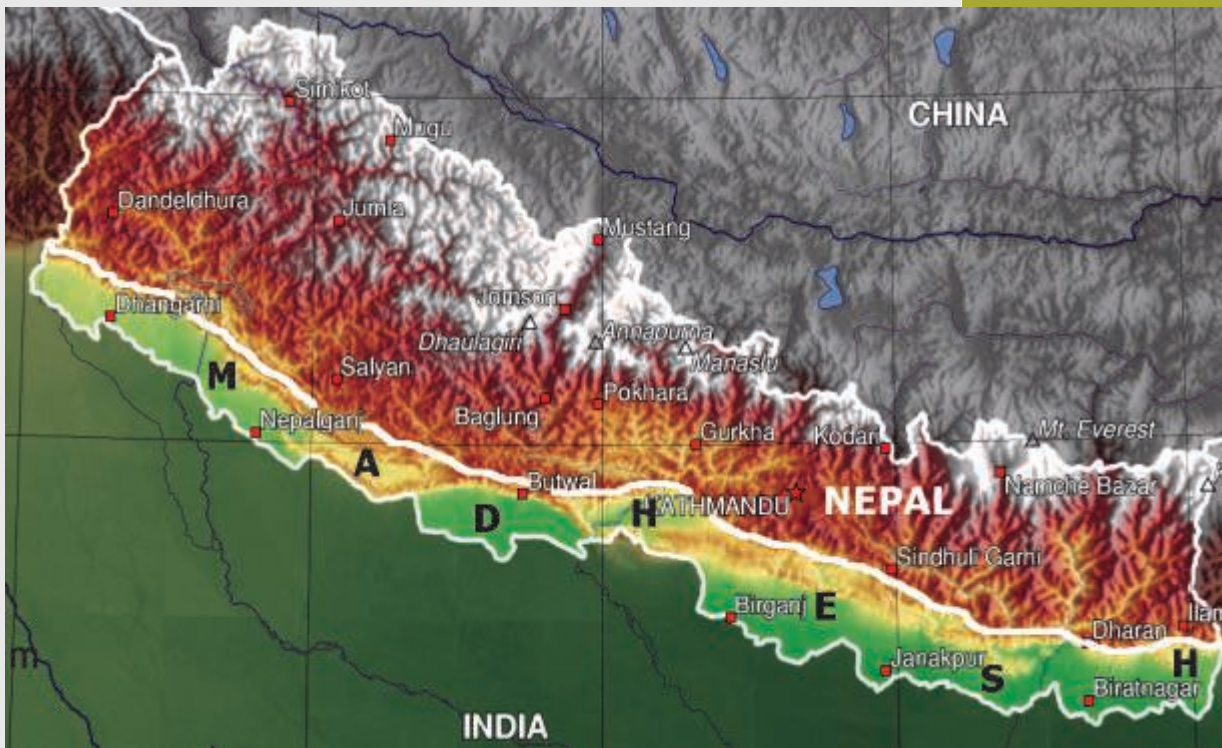 Simikot
CHINA
Mugu
Dandeldhura
Jumla
Mustang
Jomson
Dhangarhi
Dhaulagiri
Annapurna
Manaslu
M
Salyan
Pokhara
Baglung
Nepalganj
Gurkha
Kodari
Mt. Everest
A
Butwal
Namche Bazar
D
H
KATHMANDU
NEPAL
Sindhuli Garhi
Birganj
E
Dharan
Ilam
m
Janakpur
S
H
Biratnagar
INDIA